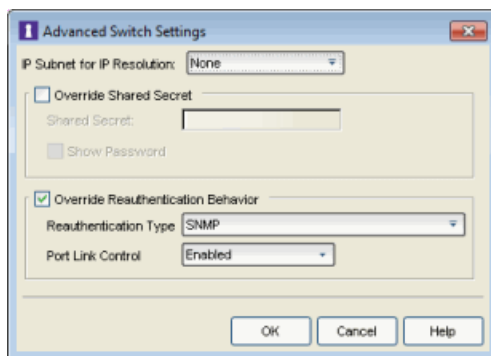 Advanced Switch Settings
IP Subnet for IP Resolution: None
Override Shared Secret
Shared Secret:
Show Password
Override Reauthentication Behavior
Reauthentication Type SNMP
Port Link Control Enabled
OK Cancel Help